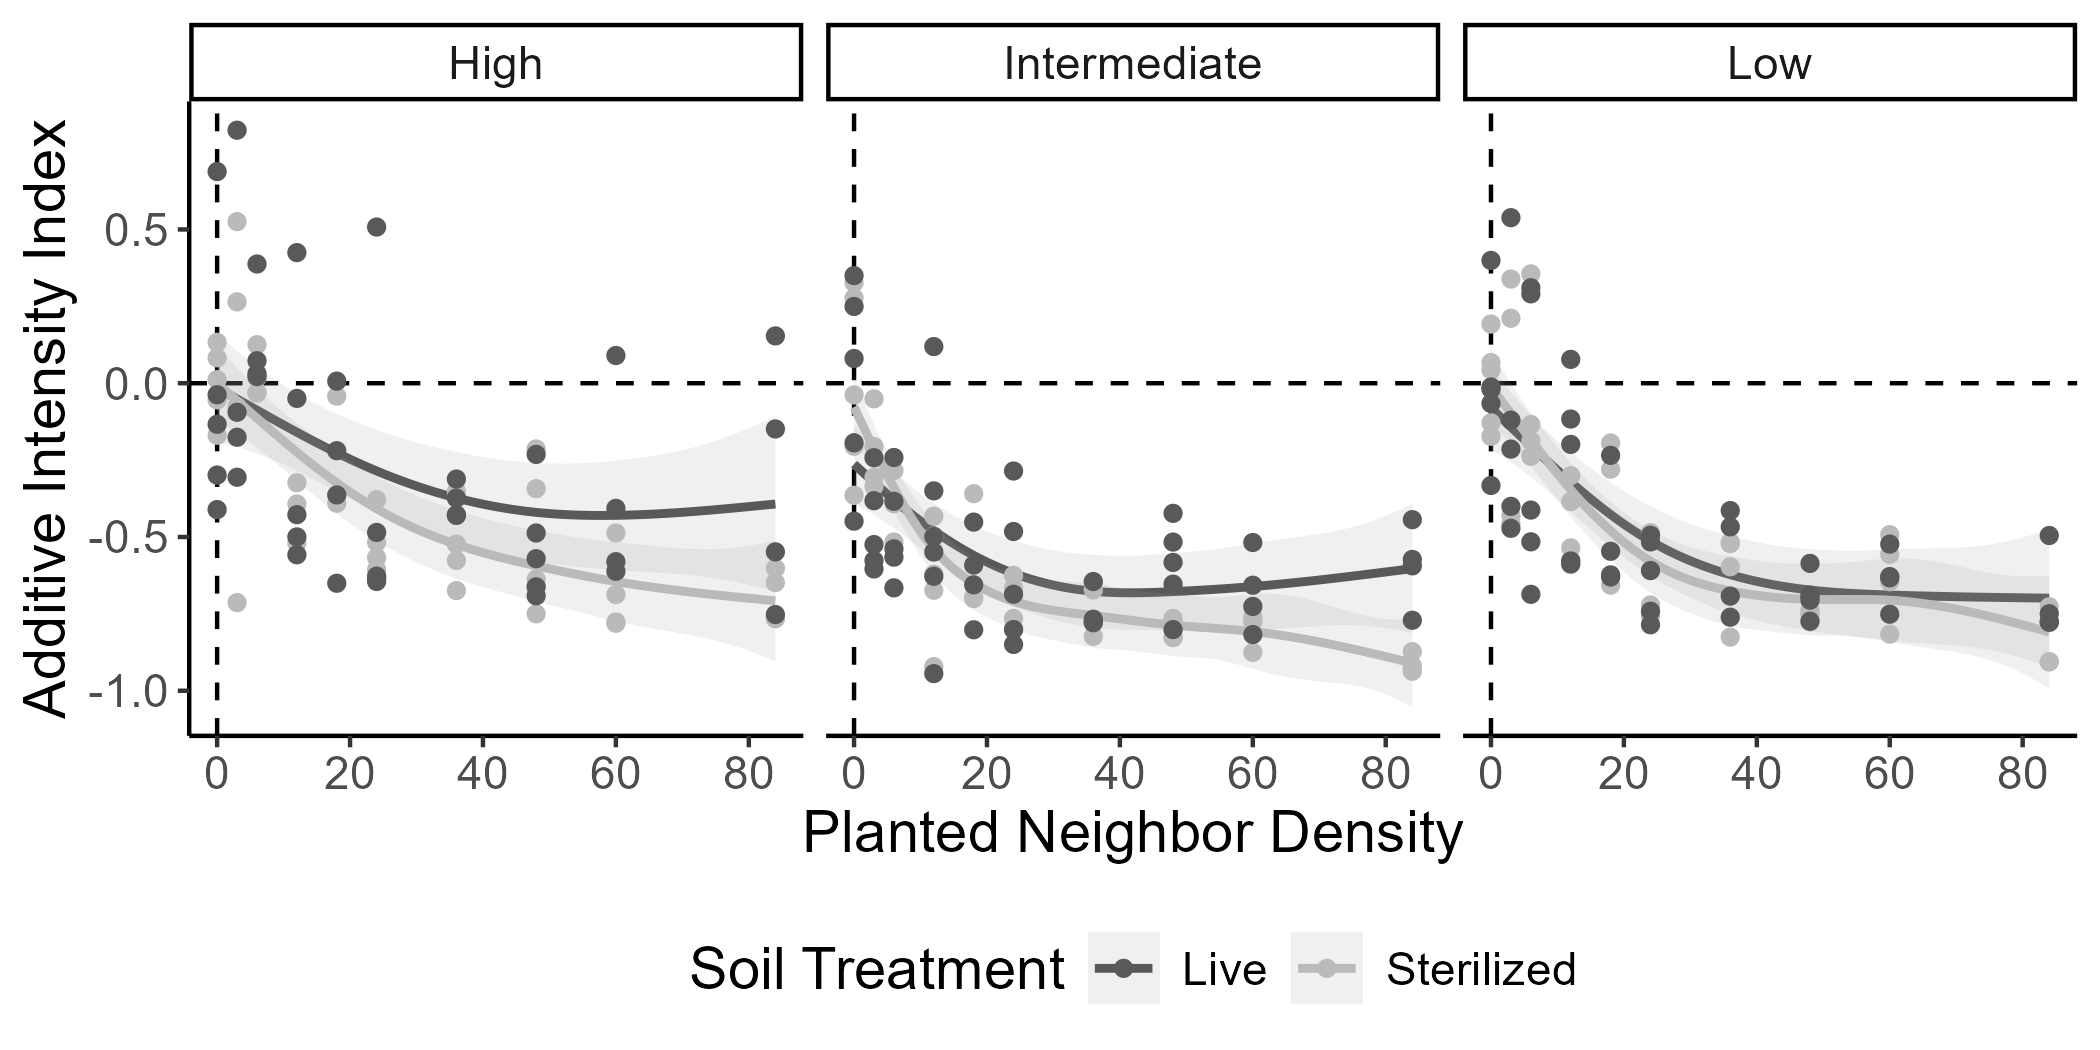 High Intermediate Low
Additive Intensity Index
0.5
0.0
-0.5
-1.0
0 20 40 60 80 0 20 40 60 80 0 20 40 60 80
Planted Neighbor Density
Soil Treatment Live Sterilized